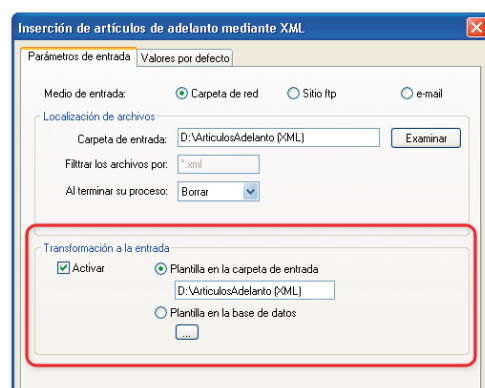 Inserción de artículos de adelanto mediante XML
Parámetros de entrada Valores por defecto
Medio de entrada: Carpeta de red Sitio ftp e-mail
Localización de archivos
Carpeta de entrada: D:\ArticulosAdelanto (XML) Examinar
Filttrar los archivos por: *.xml
Al terminar su proceso: Borrar
Transformación a la entrada
Activar Plantilla en la carpeta de entrada
D:\ArticulosAdelanto (XML)
Plantilla en la base de datos
...